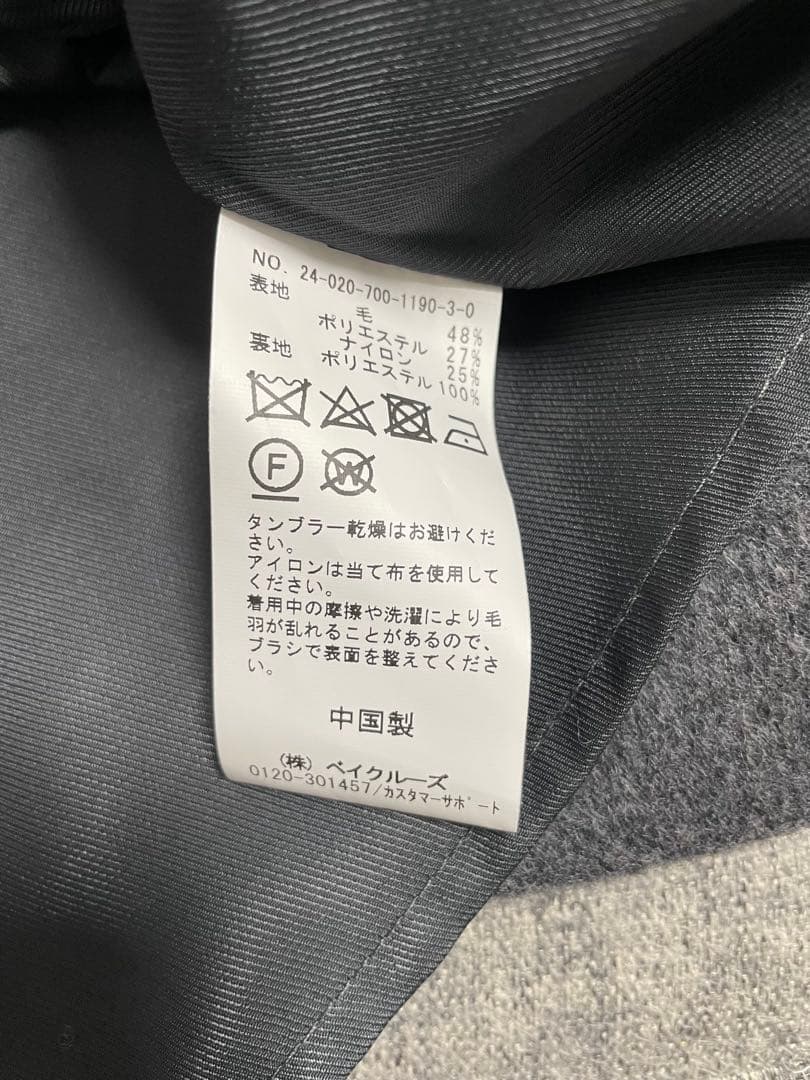 NO. 24-020-700-1190-3-0
表地 毛 48%
ポリエステル 27%
ナイロン 25%
裏地 ポリエステル 100%
F W
タンブラー乾燥はお避けくだ
さい。
アイロンは当て布を使用して
ください。
着用中の摩擦や洗濯により毛
羽が乱れることがあるので、
ブラシで表面を整えてくださ
い。
中国製
(株) ベイクルーズ
0120-301457/カスタマーサポート